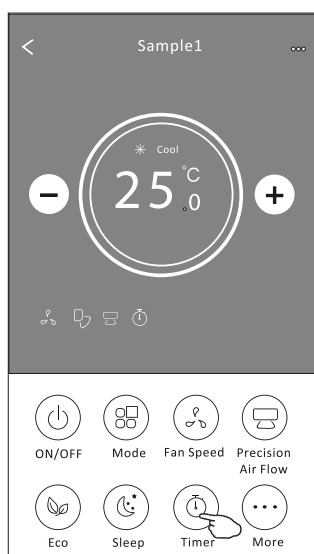 Sample1
Cool
25.0°C
ON/OFF Mode Fan Speed Precision Air Flow
Eco Sleep Timer More